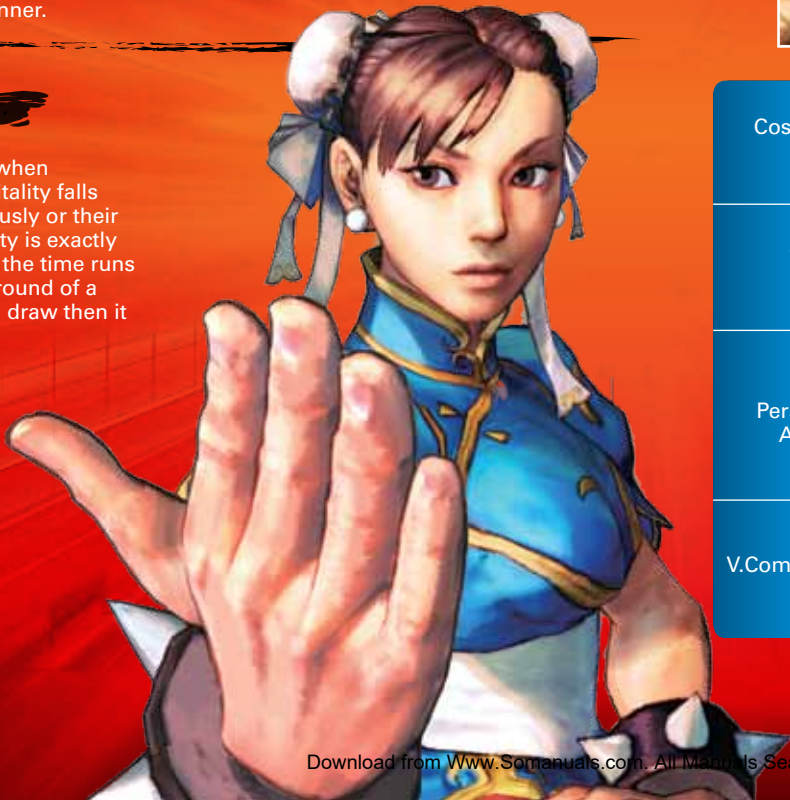 nner.
when
tality falls
usly or their
ty is exactly
the time runs
round of a
draw then it
Cos
Per
A
V.Com
Download from Www.Somanuals.com. All Manuals Sea